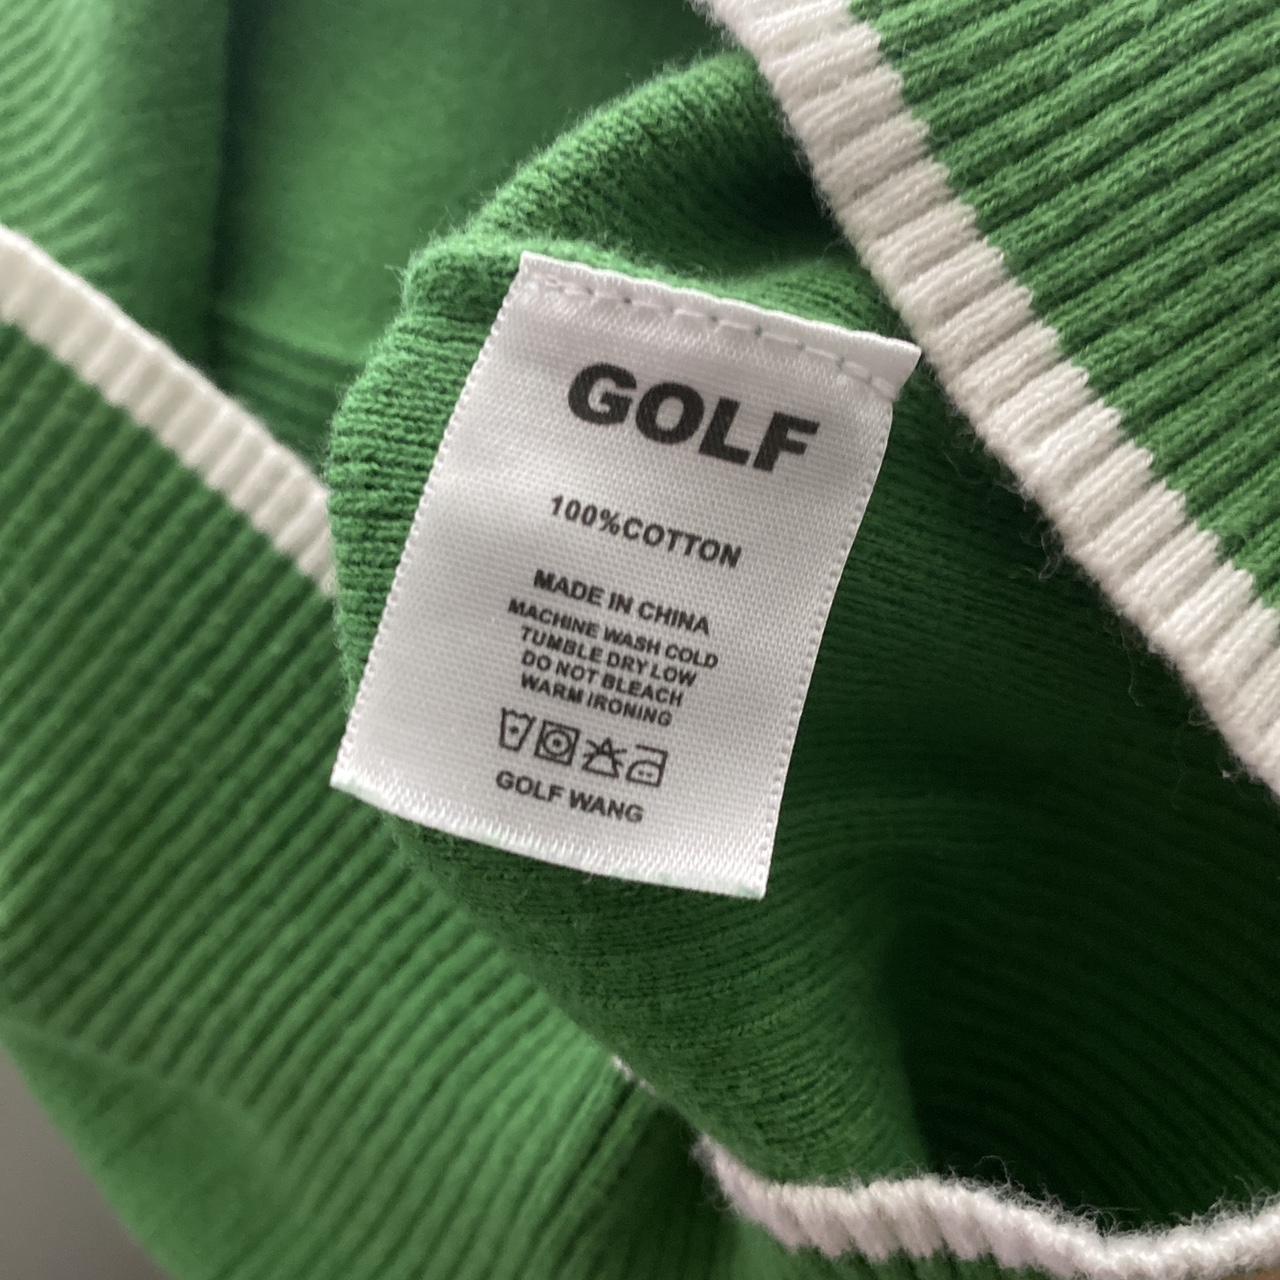 GOLF
100%COTTON
MADE IN CHINA
MACHINE WASH COLD
TUMBLE DRY LOW
DO NOT BLEACH
WARM IRONING
GOLF WANG